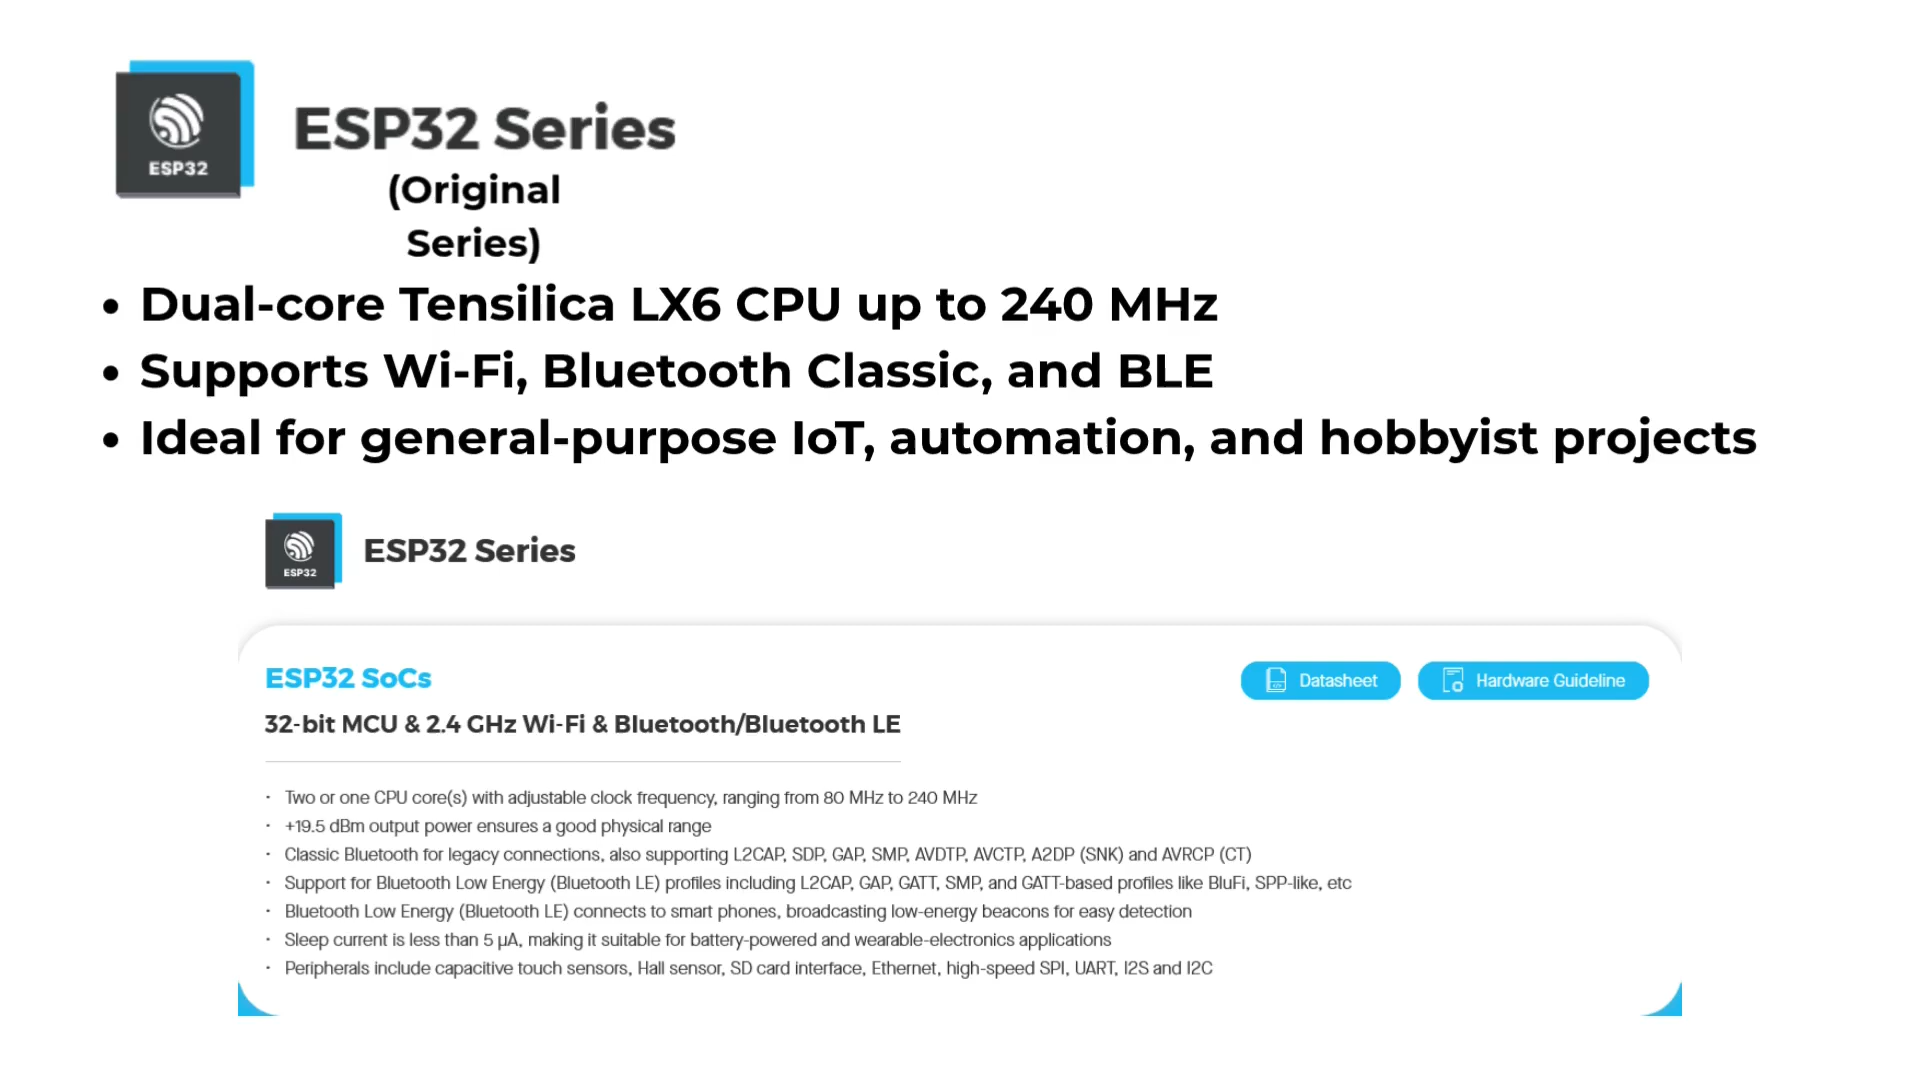 ESP32
ESP32 Series
(Original
Series)
• Dual-core Tensilica LX6 CPU up to 240 MHz
• Supports Wi-Fi, Bluetooth Classic, and BLE
• Ideal for general-purpose IoT, automation, and hobbyist projects
ESP32
ESP32 Series
ESP32 SoCs
Datasheet
Hardware Guideline
32-bit MCU & 2.4 GHz Wi-Fi & Bluetooth/Bluetooth LE
· Two or one CPU core(s) with adjustable clock frequency, ranging from 80 MHz to 240 MHz
· +19.5 dBm output power ensures a good physical range
· Classic Bluetooth for legacy connections, also supporting L2CAP, SDP, GAP, SMP, AVDTP, AVCTP, A2DP (SNK) and AVRCP (CT)
· Support for Bluetooth Low Energy (Bluetooth LE) profiles including L2CAP, GAP, GATT, SMP, and GATT-based profiles like BluFi, SPP-like, etc
· Bluetooth Low Energy (Bluetooth LE) connects to smart phones, broadcasting low-energy beacons for easy detection
· Sleep current is less than 5 μA, making it suitable for battery-powered and wearable-electronics applications
· Peripherals include capacitive touch sensors, Hall sensor, SD card interface, Ethernet, high-speed SPI, UART, I2S and I2C